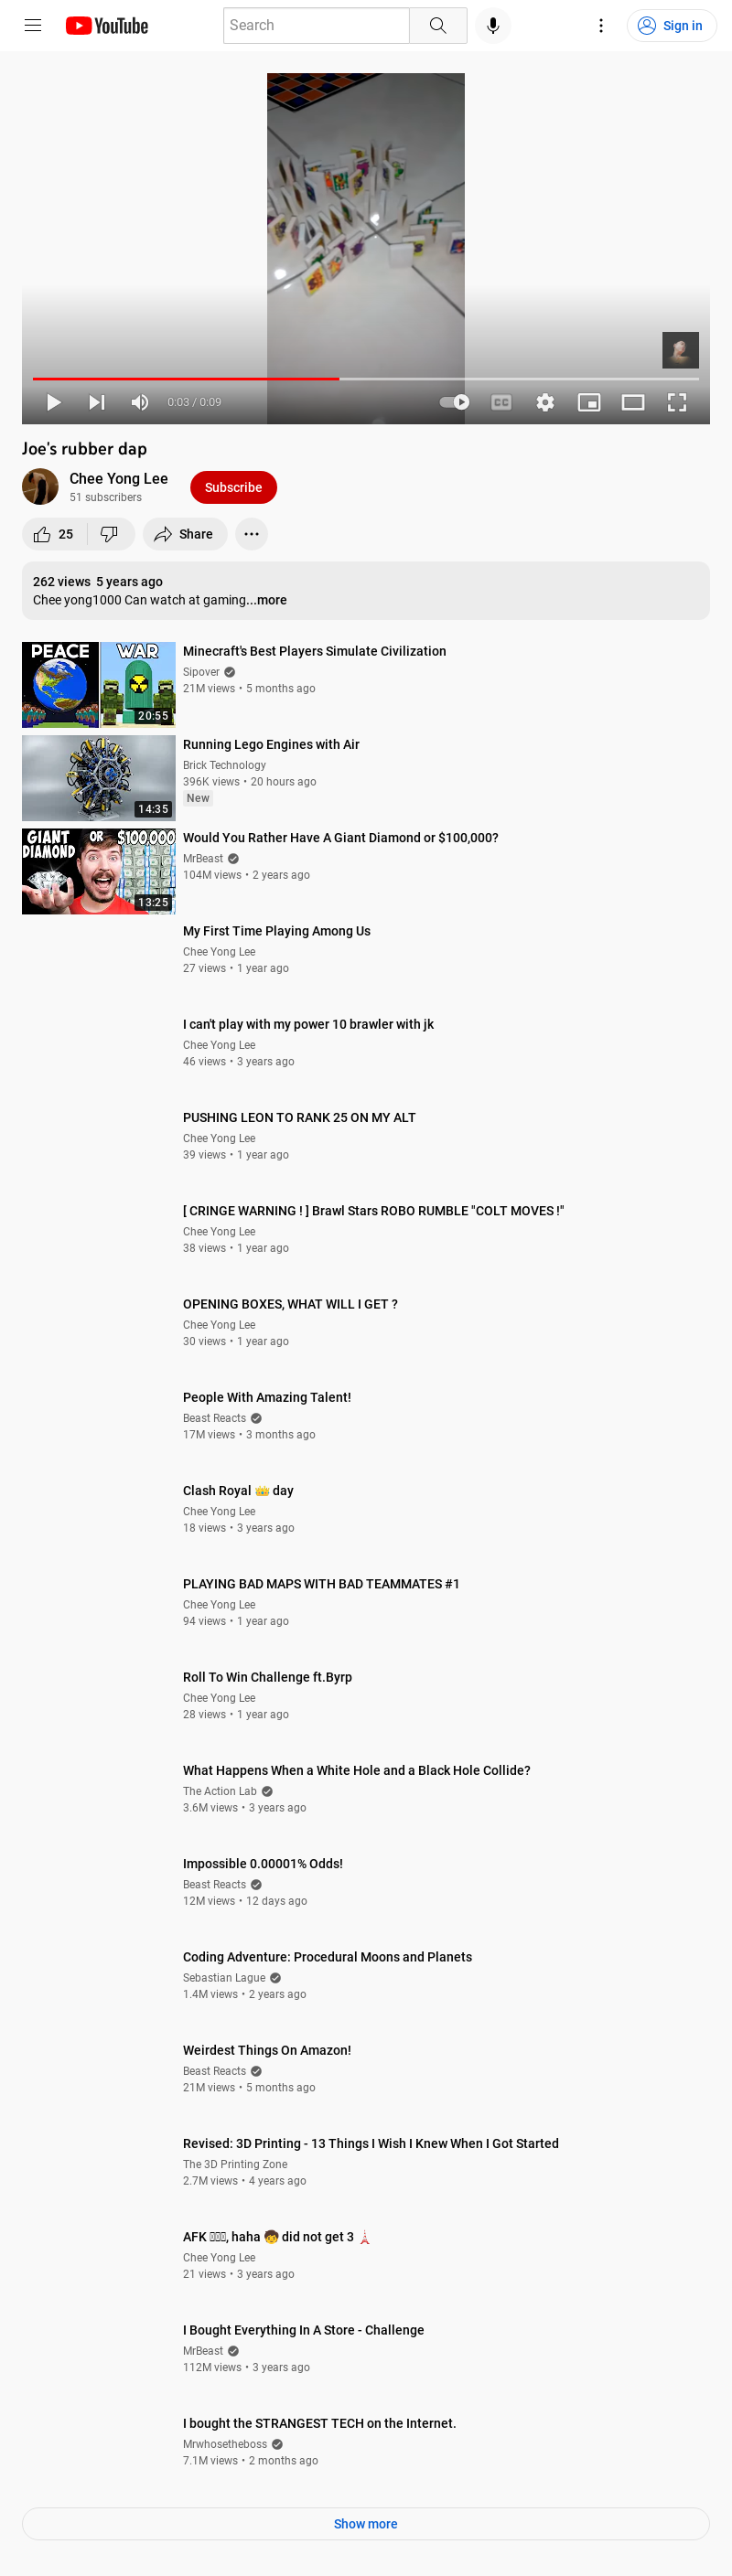 YouTube
Search
Sign in
0:03 / 0:09
CC
Joe's rubber dap
Chee Yong Lee
51 subscribers
Subscribe
25
Share
262 views 5 years ago
Chee yong1000 Can watch at gaming...more
PEACE
WAR
20:55
Minecraft's Best Players Simulate Civilization
Sipover
21M views • 5 months ago
14:35
Running Lego Engines with Air
Brick Technology
396K views • 20 hours ago
New
GIANT DIAMOND OR $100,000
13:25
Would You Rather Have A Giant Diamond or $100,000?
MrBeast
104M views • 2 years ago
My First Time Playing Among Us
Chee Yong Lee
27 views • 1 year ago
I can't play with my power 10 brawler with jk
Chee Yong Lee
46 views • 3 years ago
PUSHING LEON TO RANK 25 ON MY ALT
Chee Yong Lee
39 views • 1 year ago
[ CRINGE WARNING ! ] Brawl Stars ROBO RUMBLE "COLT MOVES !"
Chee Yong Lee
38 views • 1 year ago
OPENING BOXES, WHAT WILL I GET ?
Chee Yong Lee
30 views • 1 year ago
People With Amazing Talent!
Beast Reacts
17M views • 3 months ago
Clash Royal 👑 day
Chee Yong Lee
18 views • 3 years ago
PLAYING BAD MAPS WITH BAD TEAMMATES #1
Chee Yong Lee
94 views • 1 year ago
Roll To Win Challenge ft.Byrp
Chee Yong Lee
28 views • 1 year ago
What Happens When a White Hole and a Black Hole Collide?
The Action Lab
3.6M views • 3 years ago
Impossible 0.00001% Odds!
Beast Reacts
12M views • 12 days ago
Coding Adventure: Procedural Moons and Planets
Sebastian Lague
1.4M views • 2 years ago
Weirdest Things On Amazon!
Beast Reacts
21M views • 5 months ago
Revised: 3D Printing - 13 Things I Wish I Knew When I Got Started
The 3D Printing Zone
2.7M views • 4 years ago
AFK , haha 🧒 did not get 3 🗼
Chee Yong Lee
21 views • 3 years ago
I Bought Everything In A Store - Challenge
MrBeast
112M views • 3 years ago
I bought the STRANGEST TECH on the Internet.
Mrwhosetheboss
7.1M views • 2 months ago
Show more